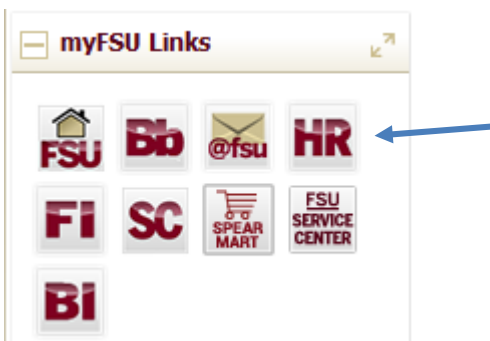 myFSU Links
FSU Bb @fsu HR
FI SC SPEAR MART FSU SERVICE CENTER
BI